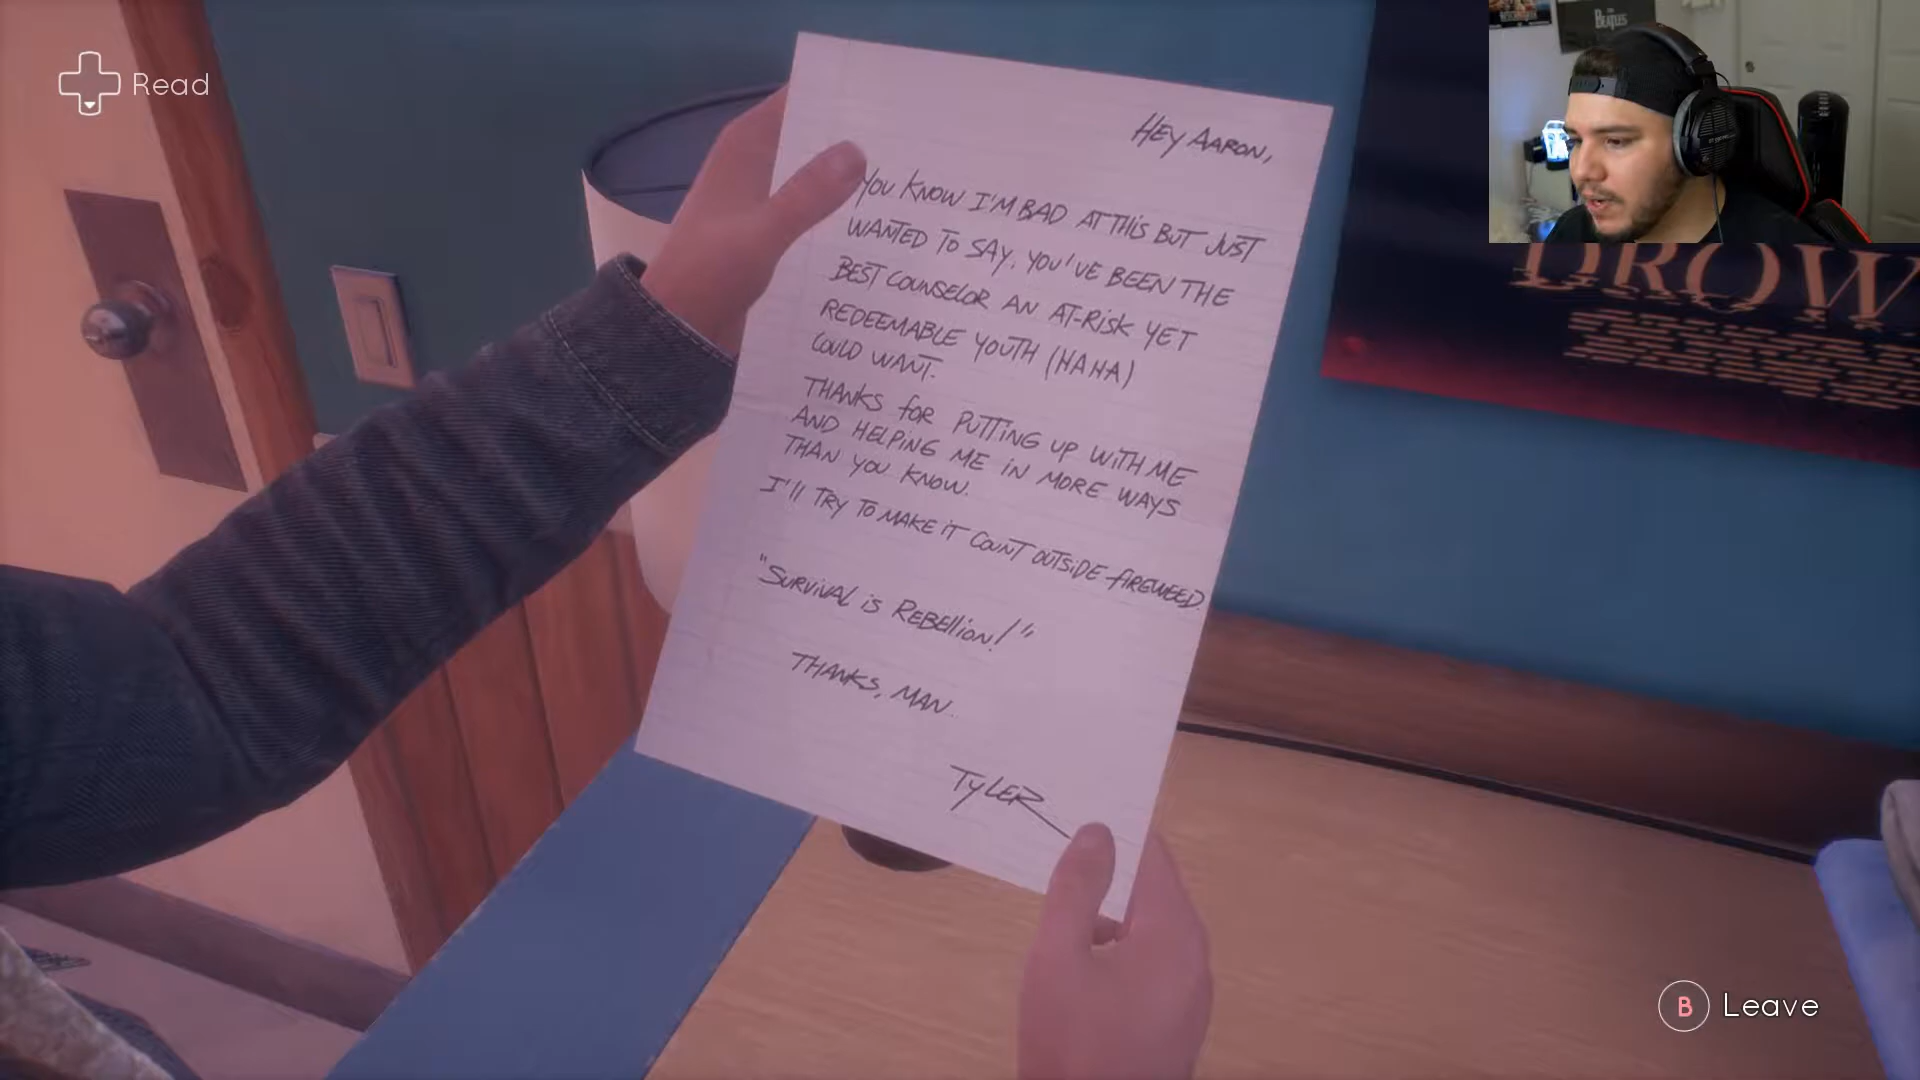 Read
HEY AARON,
YOU KNOW I'M BAD AT THIS BUT JUST
WANTED TO SAY, YOU'VE BEEN THE
BEST COUNSELOR AN AT-RISK YET
REDEEMABLE YOUTH (HAHA)
COULD WANT.
THANKS FOR PUTTING UP WITH ME
AND HELPING ME IN MORE WAYS
THAN YOU KNOW.
I'll TRY TO MAKE IT COUNT OUTSIDE FIREWEED.
"SURVIVAL is REBELLION!"
THANKS, MAN.
TYLER
BEATLES
DROW
B Leave